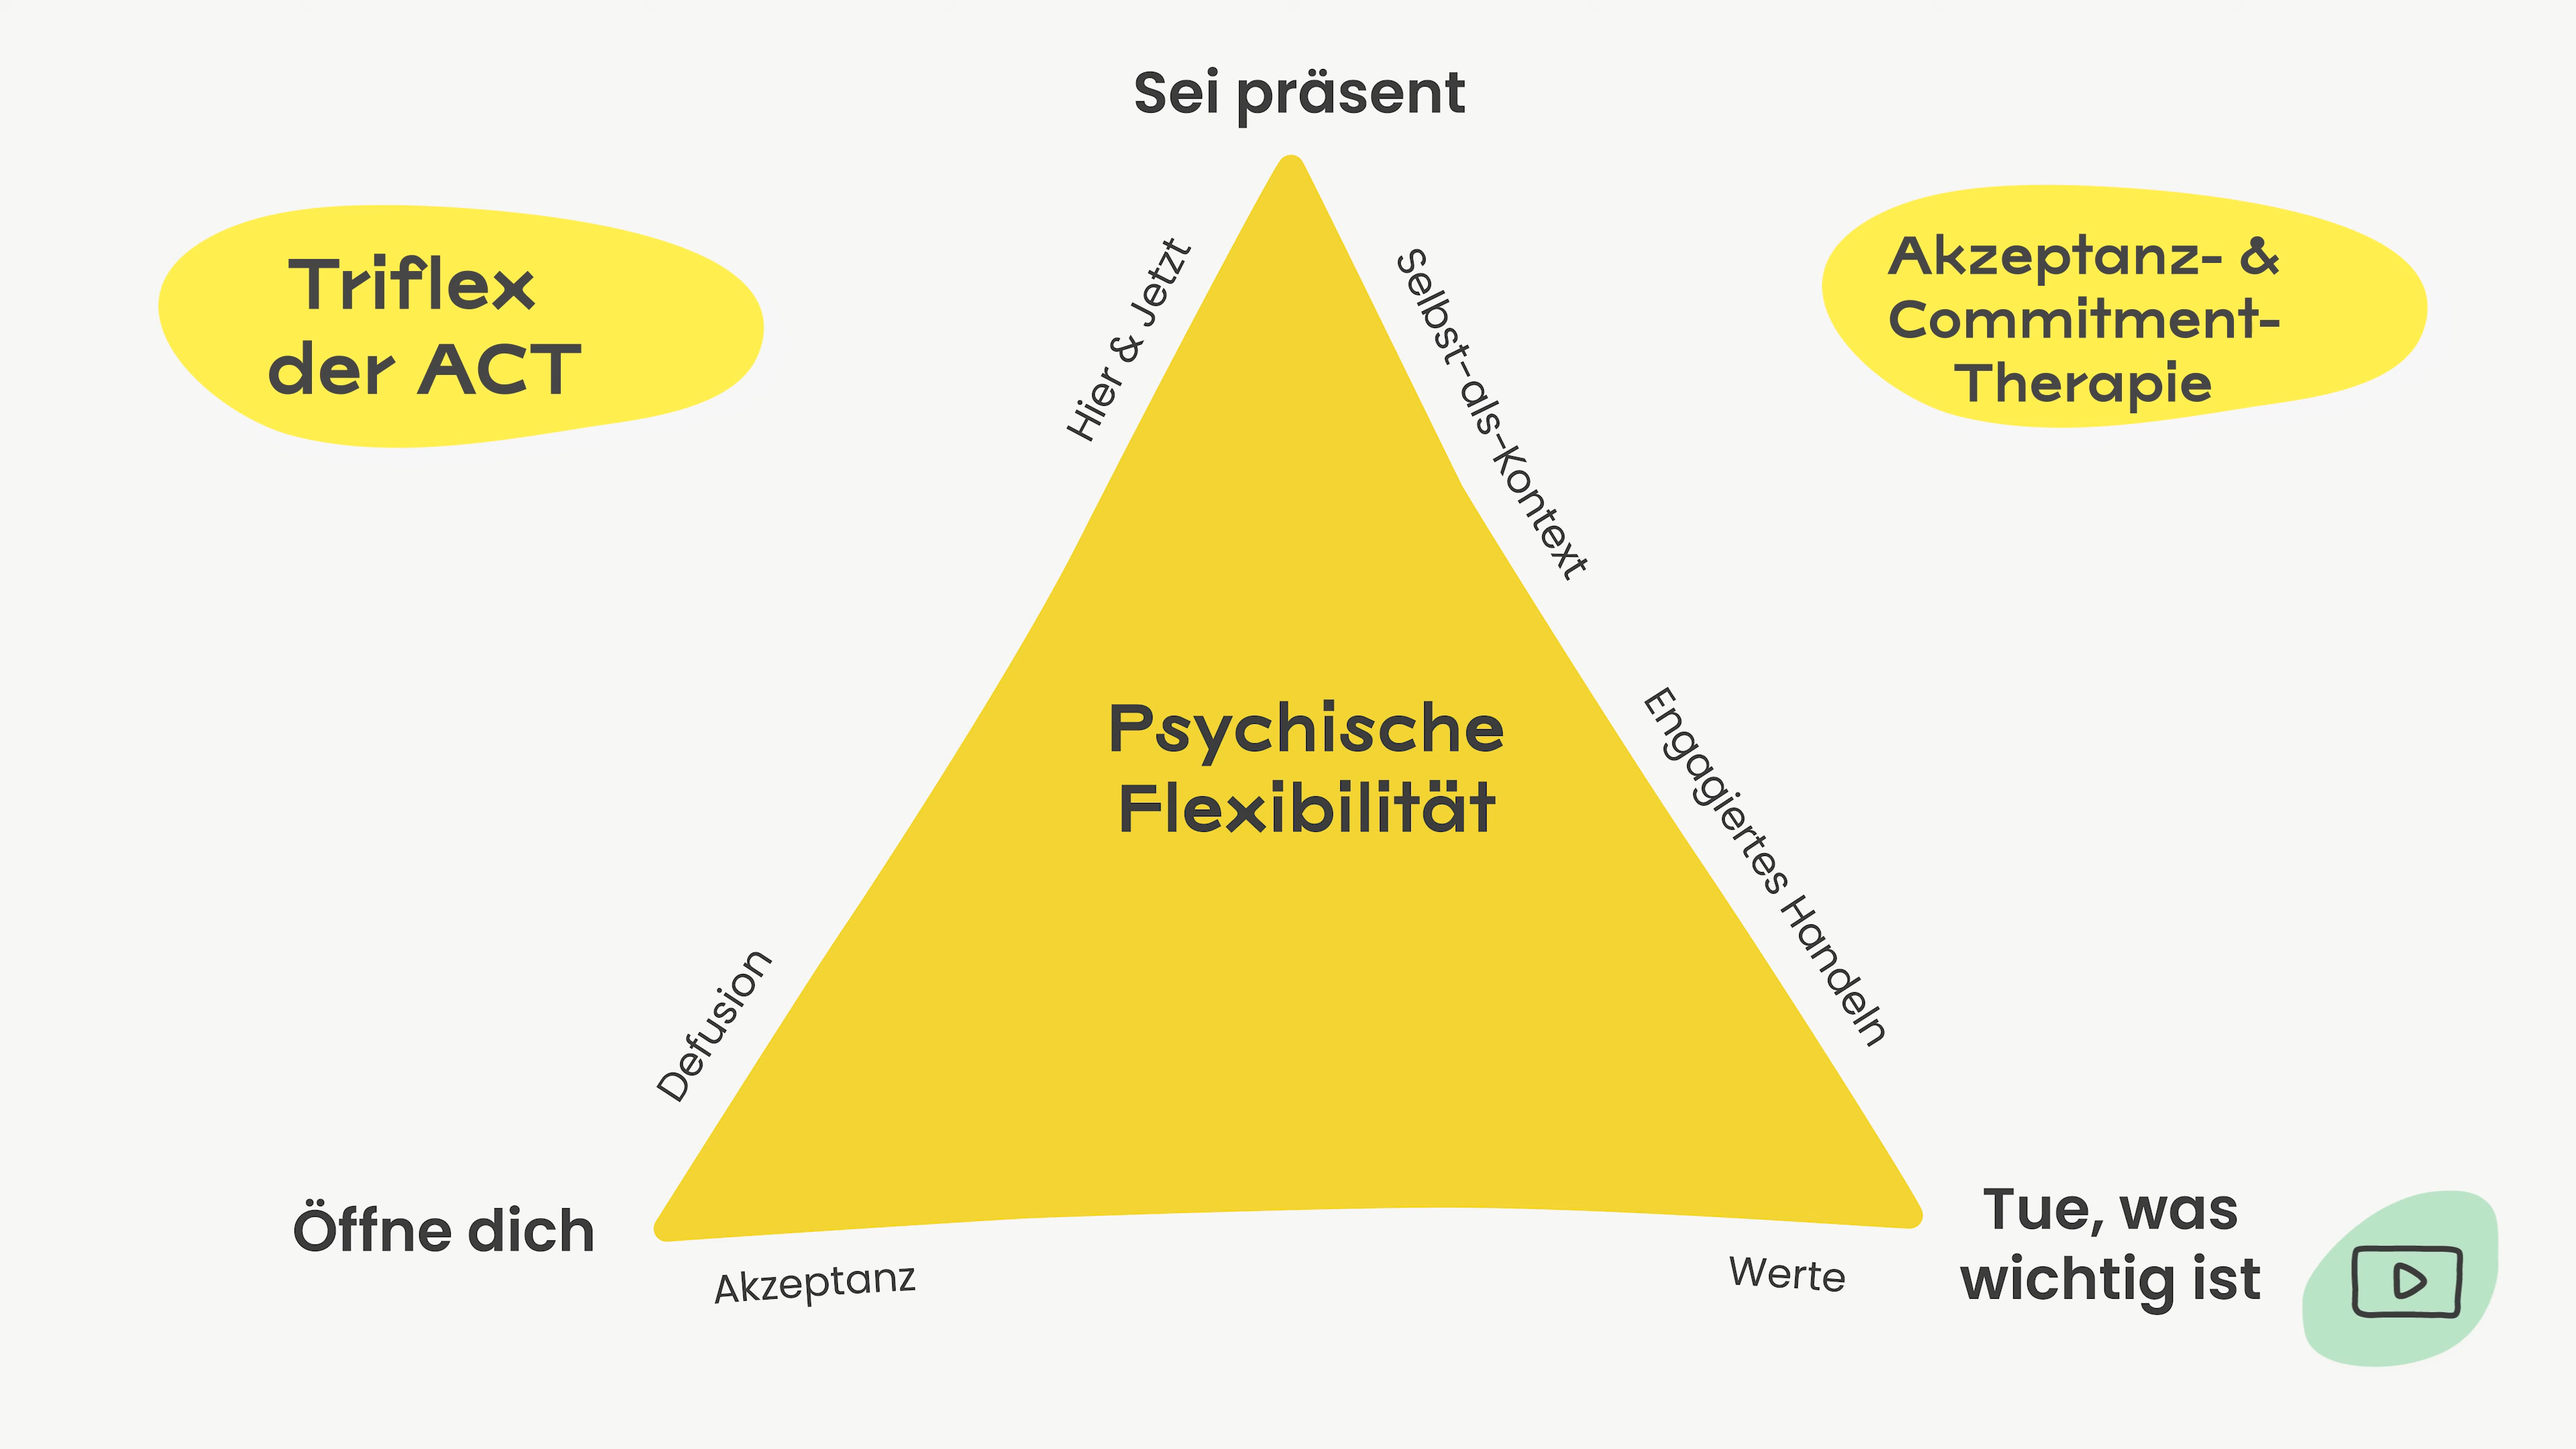 Sei präsent
Triflex
der ACT
Akzeptanz- &
Commitment-
Therapie
Hier & Jetzt
Selbst-als-Kontext
Psychische
Flexibilität
Engagiertes Handeln
Defusion
Öffne dich
Akzeptanz
Werte
Tue, was
wichtig ist